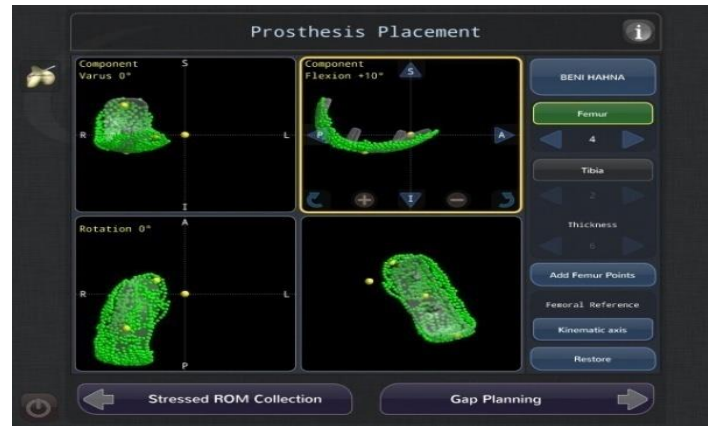 Prosthesis Placement
i
Component
Varus 0°
S
R
L
I
Component
Flexion +10°
S
P
A
I
BENI HAHNA
Femur
4
Tibia
2
Thickness
6
Rotation 0°
A
R
L
P
Add Femur Points
Femoral Reference
Kinematic axis
Restore
Stressed ROM Collection
Gap Planning